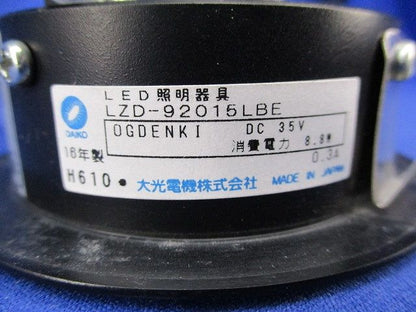 LED照明器具
LZD-92015LBE
DAIKO
OGDENKI DC 35V
消費電力 8.8W
0.3A
16年製
H610
大光電機株式会社 MADE IN JAPAN